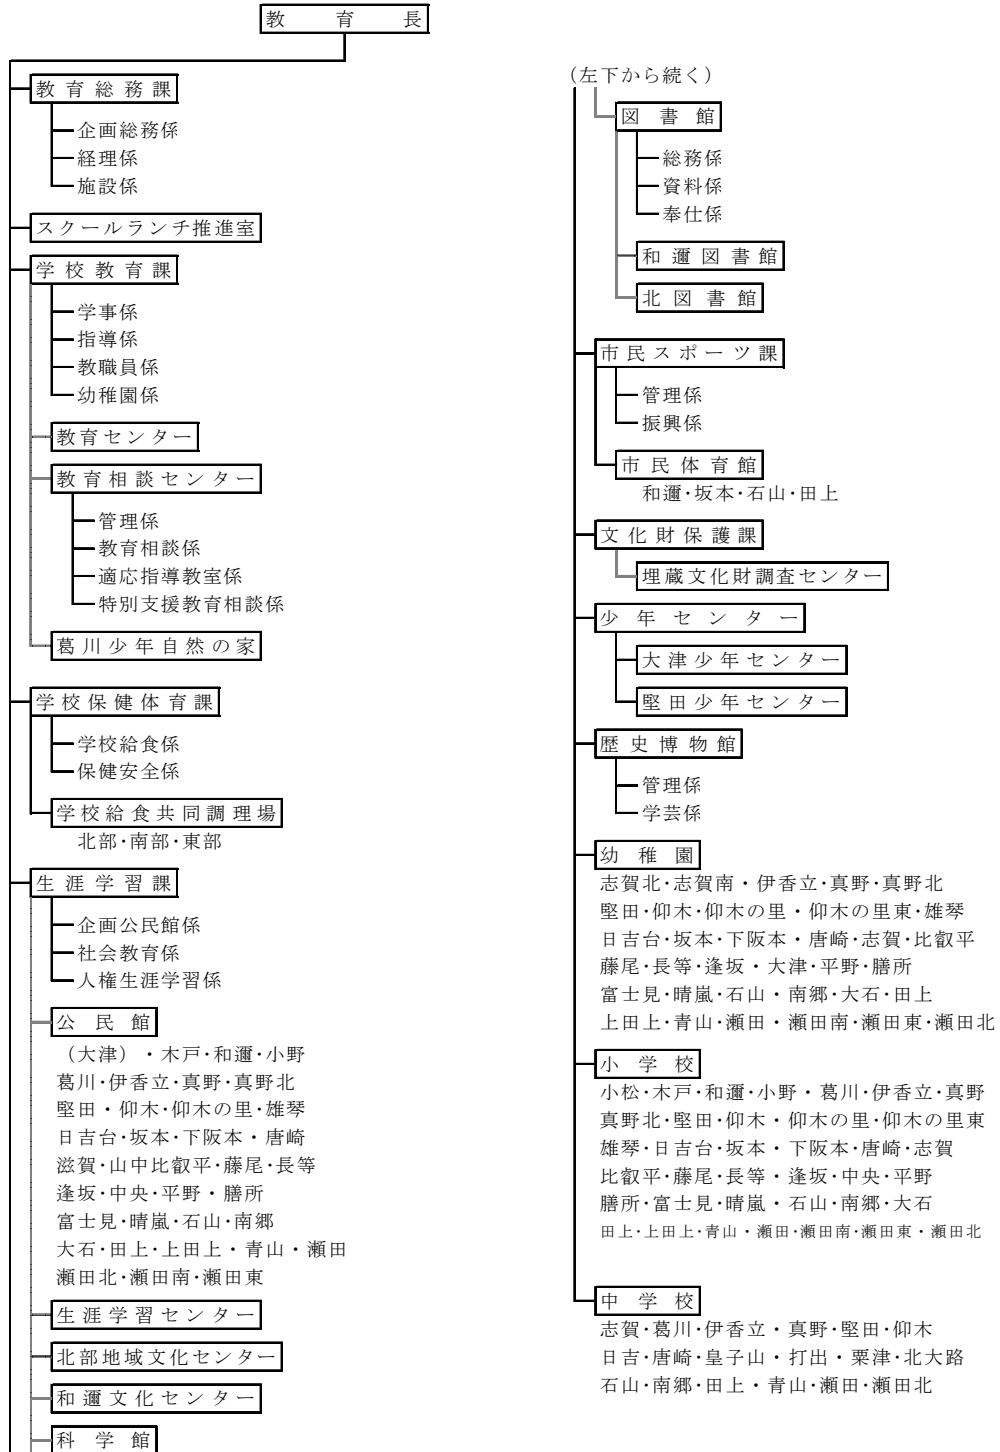 教育長
教育総務課
企画総務係
経理係
施設係
スクールランチ推進室
学校教育課
学事係
指導係
教職員係
幼稚園係
教育センター
教育相談センター
管理係
教育相談係
適応指導教室係
特別支援教育相談係
葛川少年自然の家
学校保健体育課
学校給食係
保健安全係
学校給食共同調理場
北部・南部・東部
生涯学習課
企画公民館係
社会教育係
人権生涯学習係
公民館
（大津）・木戸・和邇・小野
葛川・伊香立・真野・真野北
堅田・仰木・仰木の里・雄琴
日吉台・坂本・下阪本・唐崎
滋賀・山中比叡平・藤尾・長等
逢坂・中央・平野・膳所
富士見・晴嵐・石山・南郷
大石・田上・上田上・青山・瀬田
瀬田北・瀬田南・瀬田東
生涯学習センター
北部地域文化センター
和邇文化センター
科学館
（左下から続く）
図書館
総務係
資料係
奉仕係
和邇図書館
北図書館
市民スポーツ課
管理係
振興係
市民体育館
和邇・坂本・石山・田上
文化財保護課
埋蔵文化財調査センター
少年センター
大津少年センター
堅田少年センター
歴史博物館
管理係
学芸係
幼稚園
志賀北・志賀南・伊香立・真野・真野北
堅田・仰木・仰木の里・仰木の里東・雄琴
日吉台・坂本・下阪本・唐崎・志賀・比叡平
藤尾・長等・逢坂・大津・平野・膳所
富士見・晴嵐・石山・南郷・大石・田上
上田上・青山・瀬田・瀬田南・瀬田東・瀬田北
小学校
小松・木戸・和邇・小野・葛川・伊香立・真野
真野北・堅田・仰木・仰木の里・仰木の里東
雄琴・日吉台・坂本・下阪本・唐崎・志賀
比叡平・藤尾・長等・逢坂・中央・平野
膳所・富士見・晴嵐・石山・南郷・大石
田上・上田上・青山・瀬田・瀬田南・瀬田東・瀬田北
中学校
志賀・葛川・伊香立・真野・堅田・仰木
日吉・唐崎・皇子山・打出・粟津・北大路
石山・南郷・田上・青山・瀬田・瀬田北